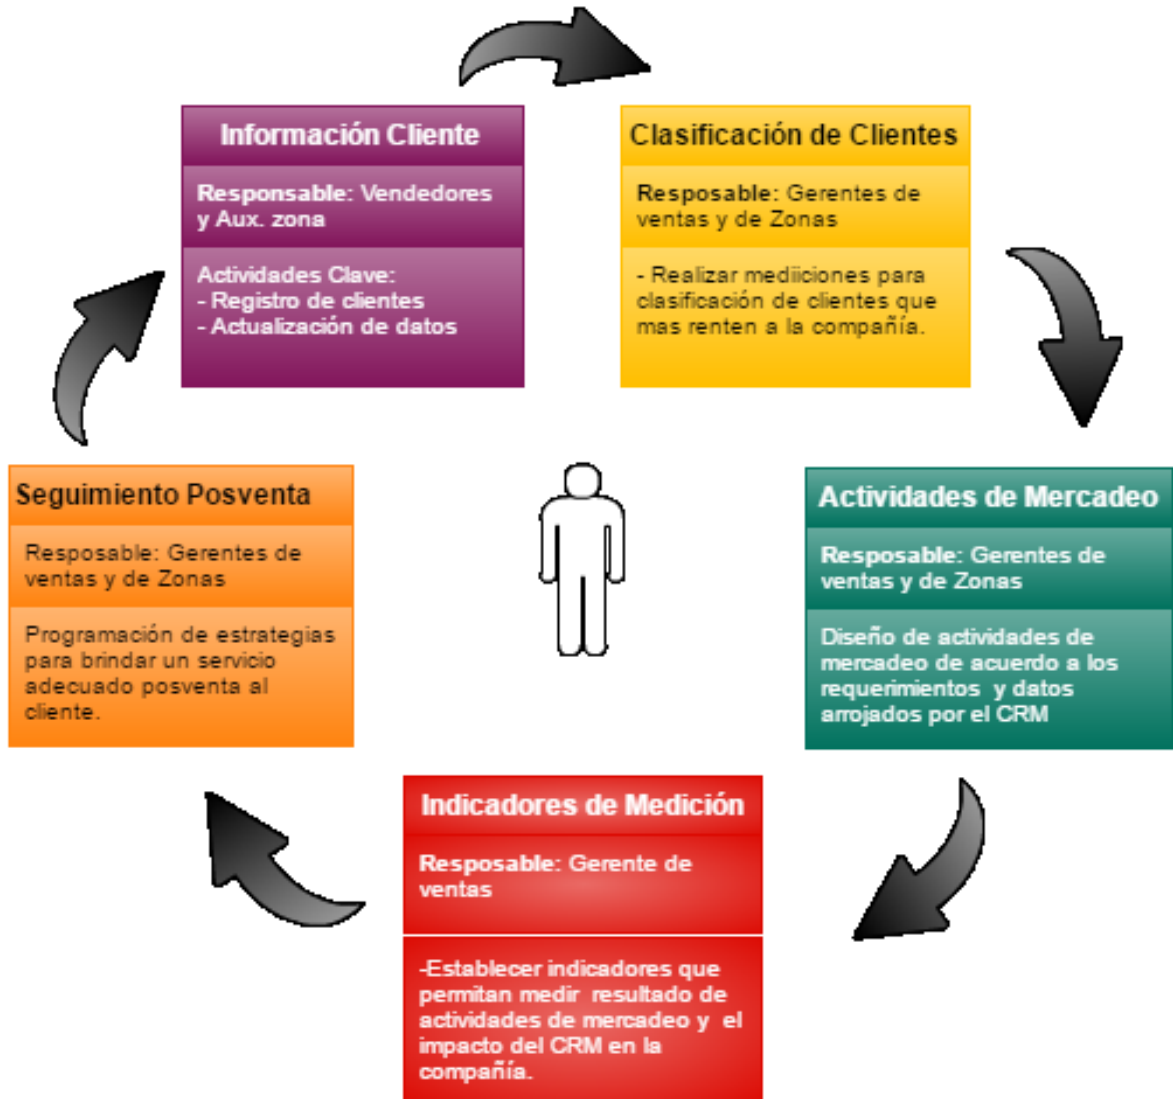 Información Cliente
Responsable: Vendedores
y Aux. zona
Actividades Clave:
- Registro de clientes
- Actualización de datos
Clasificación de Clientes
Resposable: Gerentes de
ventas y de Zonas
- Realizar mediiciones para
clasificación de clientes que
mas renten a la compañía.
Actividades de Mercadeo
Resposable: Gerentes de
ventas y de Zonas
Diseño de actividades de
mercadeo de acuerdo a los
requerimientos y datos
arrojados por el CRM
Indicadores de Medición
Resposable: Gerente de
ventas
-Establecer indicadores que
permitan medir resultado de
actividades de mercadeo y el
impacto del CRM en la
compañía.
Seguimiento Posventa
Resposable: Gerentes de
ventas y de Zonas
Programación de estrategias
para brindar un servicio
adecuado posventa al
cliente.